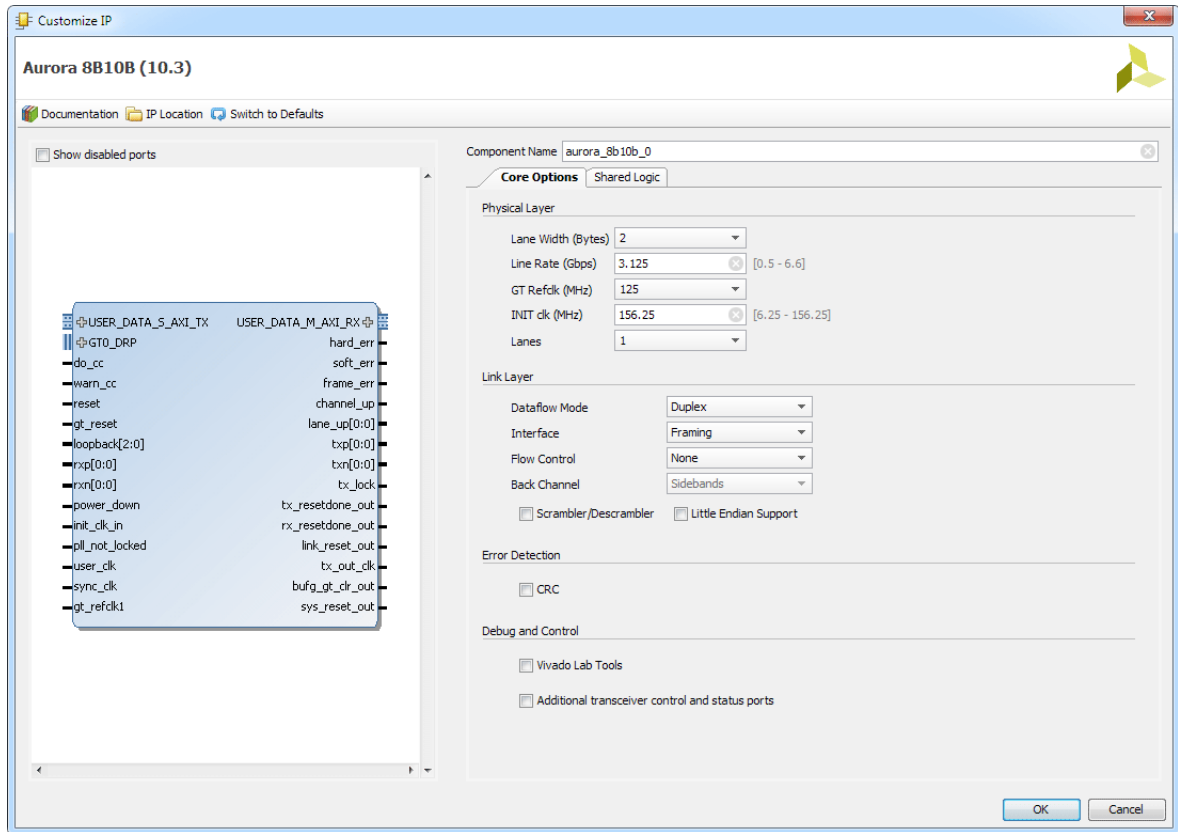 Customize IP
Aurora 8B10B (10.3)
Documentation IP Location Switch to Defaults
Show disabled ports
USER_DATA_S_AXI_TX USER_DATA_M_AXI_RX
GT0_DRP hard_err
do_cc soft_err
warn_cc frame_err
reset channel_up
gt_reset lane_up[0:0]
loopback[2:0] txp[0:0]
rxp[0:0] txn[0:0]
rxn[0:0] tx_lock
power_down tx_resetdone_out
init_clk_in rx_resetdone_out
pll_not_locked link_reset_out
user_clk tx_out_clk
sync_clk bufg_gt_clr_out
gt_refclk1 sys_reset_out
Component Name aurora_8b10b_0
Core Options Shared Logic
Physical Layer
Lane Width (Bytes) 2
Line Rate (Gbps) 3.125 [0.5 - 6.6]
GT Refclk (MHz) 125
INIT clk (MHz) 156.25 [6.25 - 156.25]
Lanes 1
Link Layer
Dataflow Mode Duplex
Interface Framing
Flow Control None
Back Channel Sidebands
Scrambler/Descrambler Little Endian Support
Error Detection
CRC
Debug and Control
Vivado Lab Tools
Additional transceiver control and status ports
OK Cancel